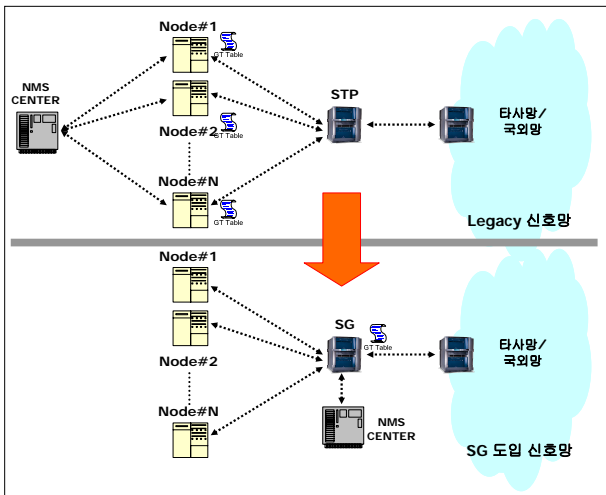 Node#1
GT Table
NMS
CENTER
STP
타사망/
국외망
Node#2
GT Table
Node#N
GT Table
Legacy 신호망
Node#1
SG
GT Table
타사망/
국외망
Node#2
Node#N
NMS
CENTER
SG 도입 신호망